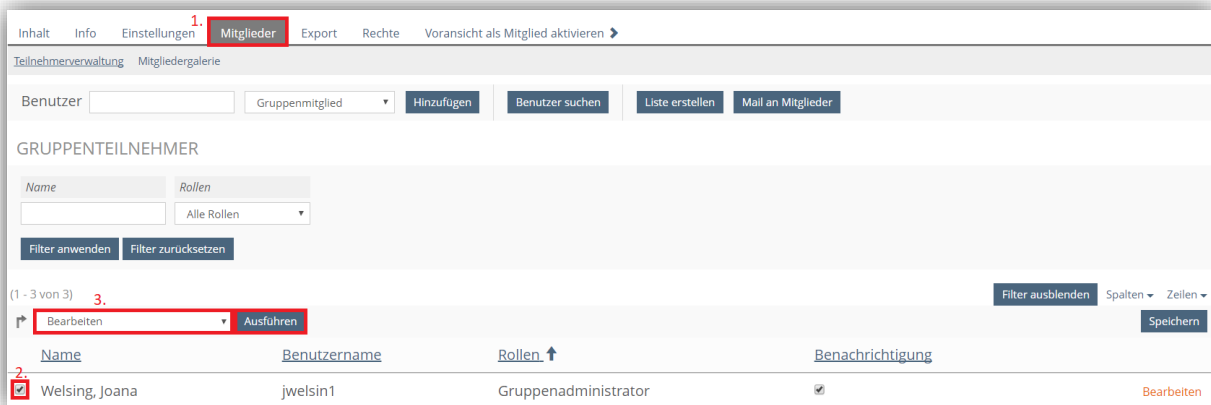 1.
Inhalt Info Einstellungen Mitglieder Export Rechte Voransicht als Mitglied aktivieren
Teilnehmerverwaltung Mitgliedergalerie
Benutzer Gruppenmitglied Hinzufügen Benutzer suchen Liste erstellen Mail an Mitglieder
GRUPPENTEILNEHMER
Name Rollen
Alle Rollen
Filter anwenden Filter zurücksetzen
(1 - 3 von 3) Filter ausblenden Spalten Zeilen
3.
Bearbeiten Ausführen Speichern
Name Benutzername Rollen Benachrichtigung
2.
Welsing, Joana jwelsin1 Gruppenadministrator Bearbeiten